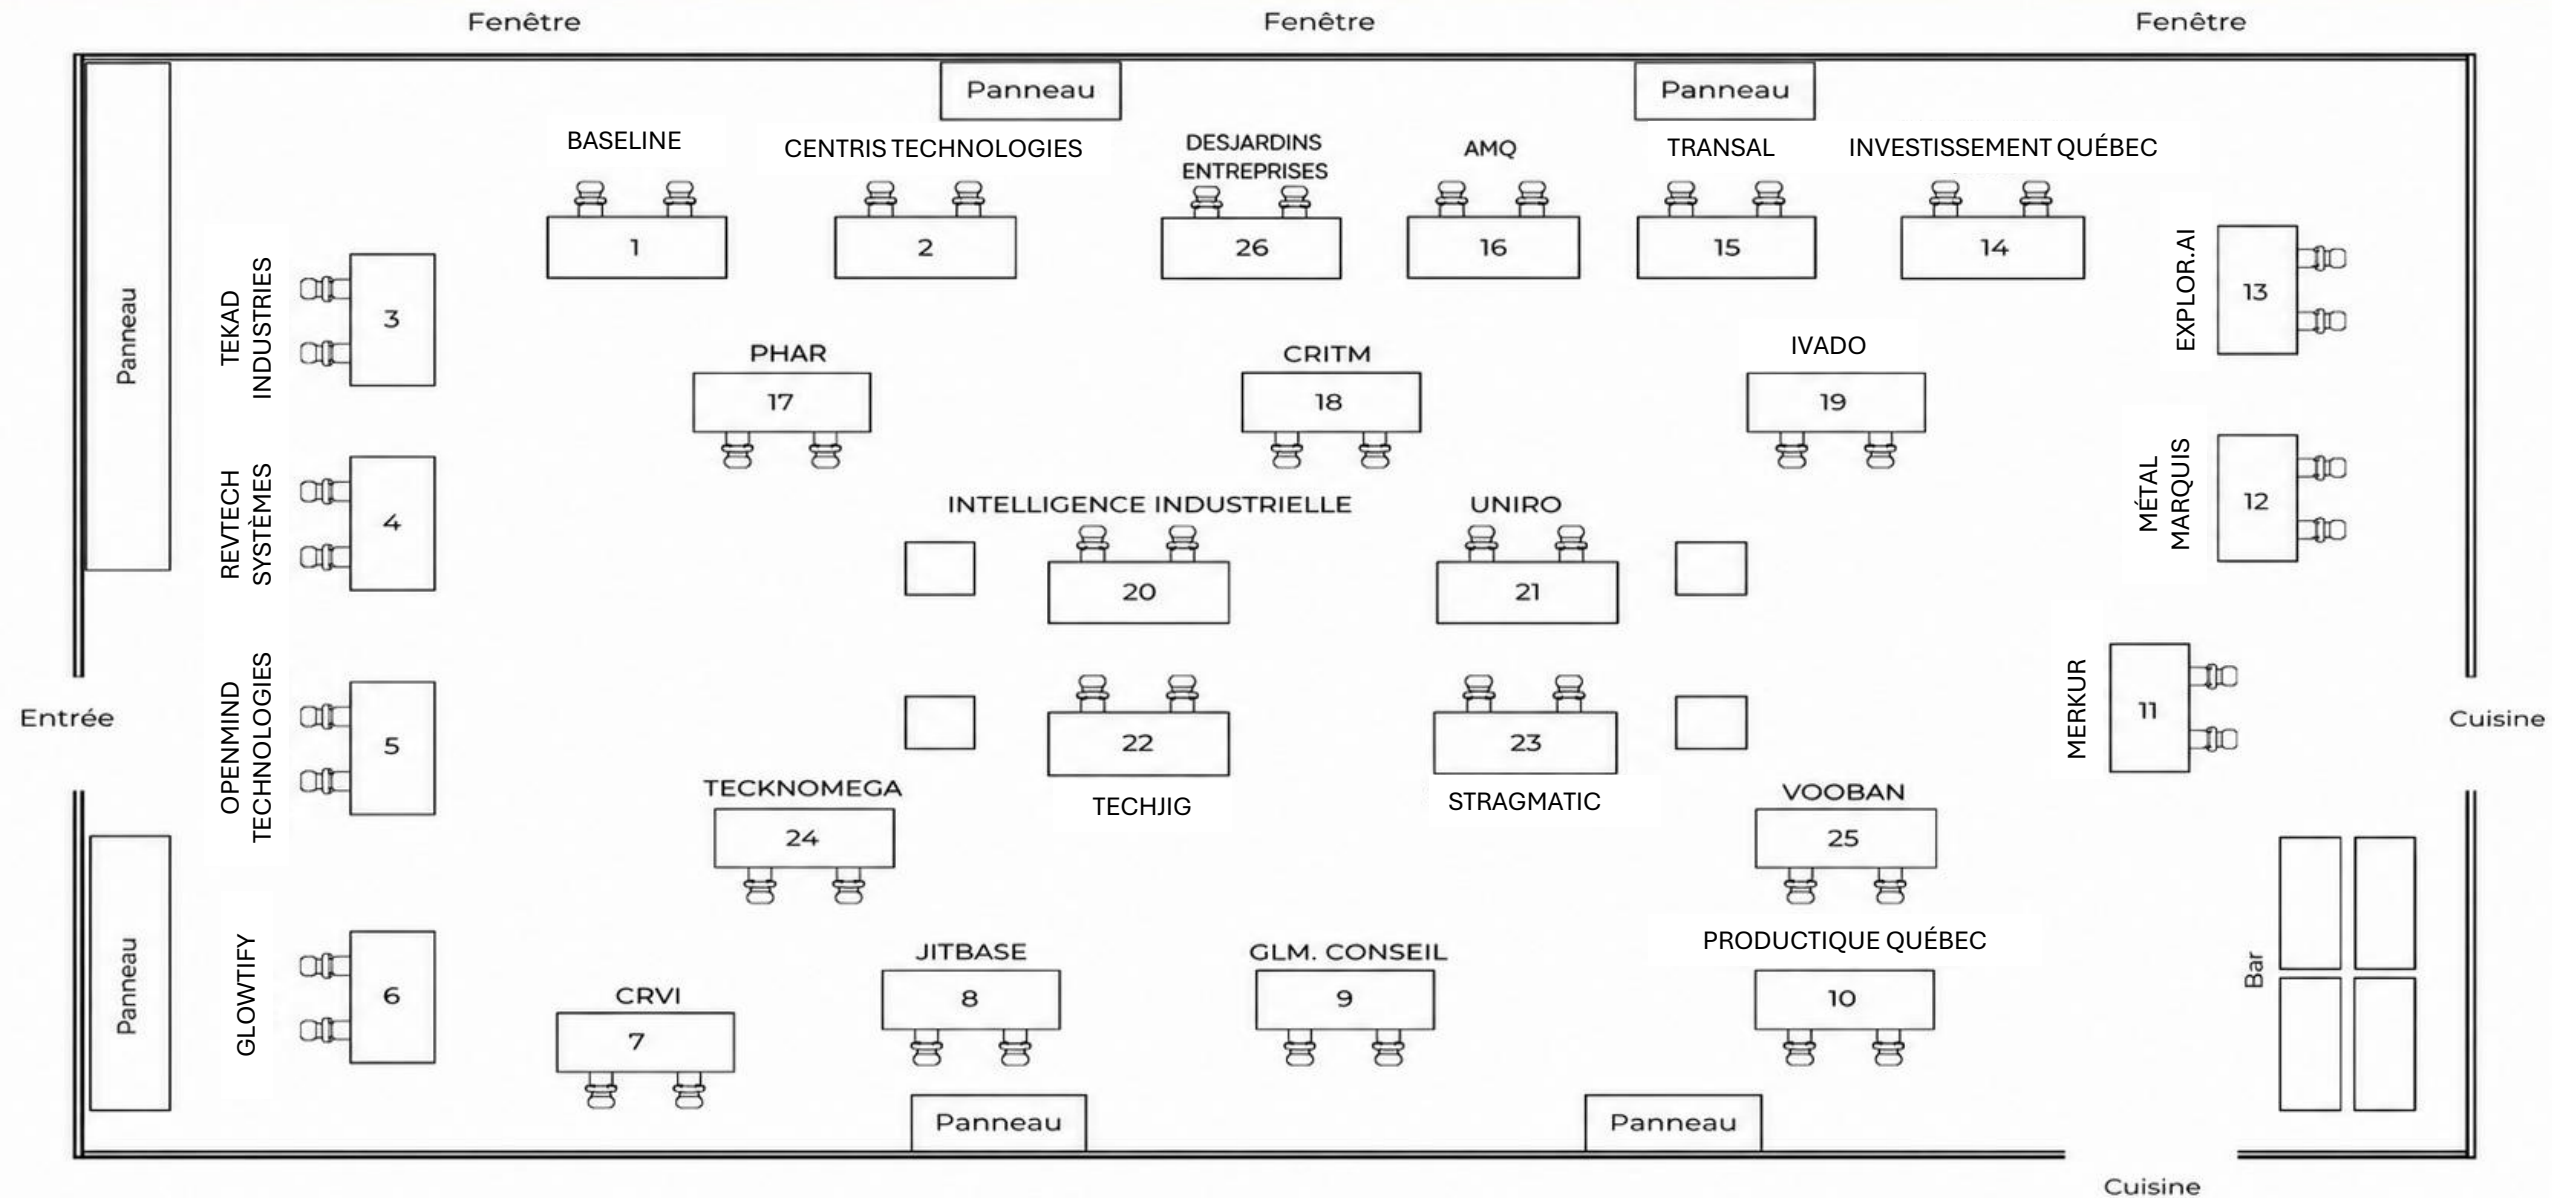 Fenêtre
Fenêtre
Fenêtre
Panneau
Panneau
BASELINE
CENTRIS TECHNOLOGIES
DESJARDINS
ENTREPRISES
AMQ
TRANSAL
INVESTISSEMENT QUÉBEC
1
2
26
16
15
14
Panneau
TEKAD
INDUSTRIES
3
EXPLOR.AI
13
PHAR
17
CRITM
18
IVADO
19
REVTECH
SYSTÈMES
4
MÉTAL
MARQUIS
12
INTELLIGENCE INDUSTRIELLE
20
UNIRO
21
Entrée
OPENMIND
TECHNOLOGIES
5
22
TECHJIG
23
STRAGMATIC
MERKUR
11
Cuisine
TECKNOMEGA
24
VOOBAN
25
Panneau
GLOWTIFY
6
CRVI
7
JITBASE
8
GLM. CONSEIL
9
PRODUCTIQUE QUÉBEC
10
Bar
Panneau
Panneau
Cuisine